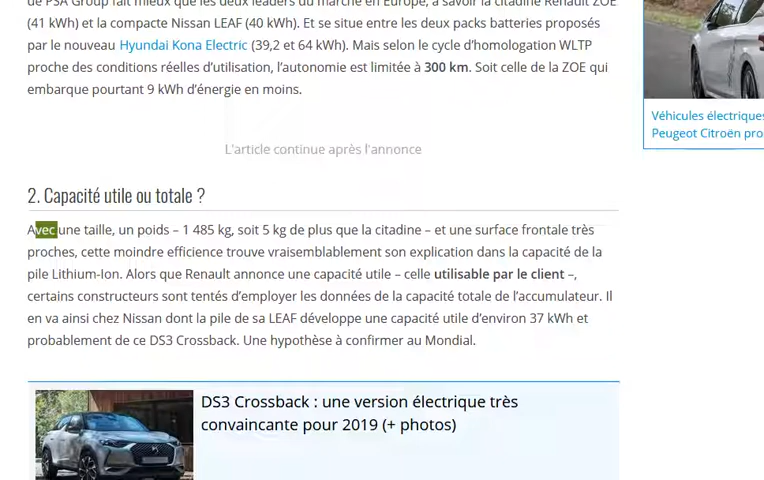 de PSA Group fait mieux que les deux leaders du marché en Europe, à savoir la citadine Renault ZOE
(41 kWh) et la compacte Nissan LEAF (40 kWh). Et se situe entre les deux packs batteries proposés
par le nouveau Hyundai Kona Electric (39,2 et 64 kWh). Mais selon le cycle d'homologation WLTP
proche des conditions réelles d'utilisation, l'autonomie est limitée à 300 km. Soit celle de la ZOE qui
embarque pourtant 9 kWh d'énergie en moins.
Véhicules électriques
Peugeot Citroën pro
L'article continue après l'annonce
2. Capacité utile ou totale ?
Avec une taille, un poids – 1 485 kg, soit 5 kg de plus que la citadine – et une surface frontale très
proches, cette moindre efficience trouve vraisemblablement son explication dans la capacité de la
pile Lithium-Ion. Alors que Renault annonce une capacité utile – celle utilisable par le client –,
certains constructeurs sont tentés d'employer les données de la capacité totale de l'accumulateur. Il
en va ainsi chez Nissan dont la pile de sa LEAF développe une capacité utile d'environ 37 kWh et
probablement de ce DS3 Crossback. Une hypothèse à confirmer au Mondial.
DS3 Crossback : une version électrique très
convaincante pour 2019 (+ photos)